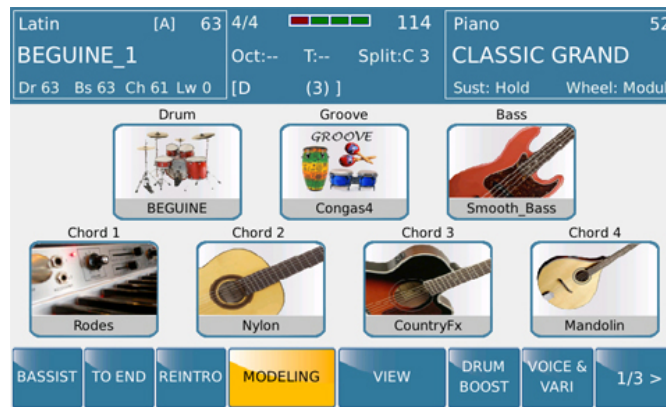 Latin [A] 63 4/4 114 Piano 52
BEGUINE_1 Oct:-- T:-- Split:C 3 CLASSIC GRAND
Dr 63 Bs 63 Ch 61 Lw 0 [D (3) ] Sust: Hold Wheel: Modul
Drum Groove Bass
GROOVE
BEGUINE Congas4 Smooth_Bass
Chord 1 Chord 2 Chord 3 Chord 4
Rodes Nylon CountryFx Mandolin
BASSIST TO END REINTRO MODELING VIEW DRUM BOOST VOICE & VARI 1/3 >